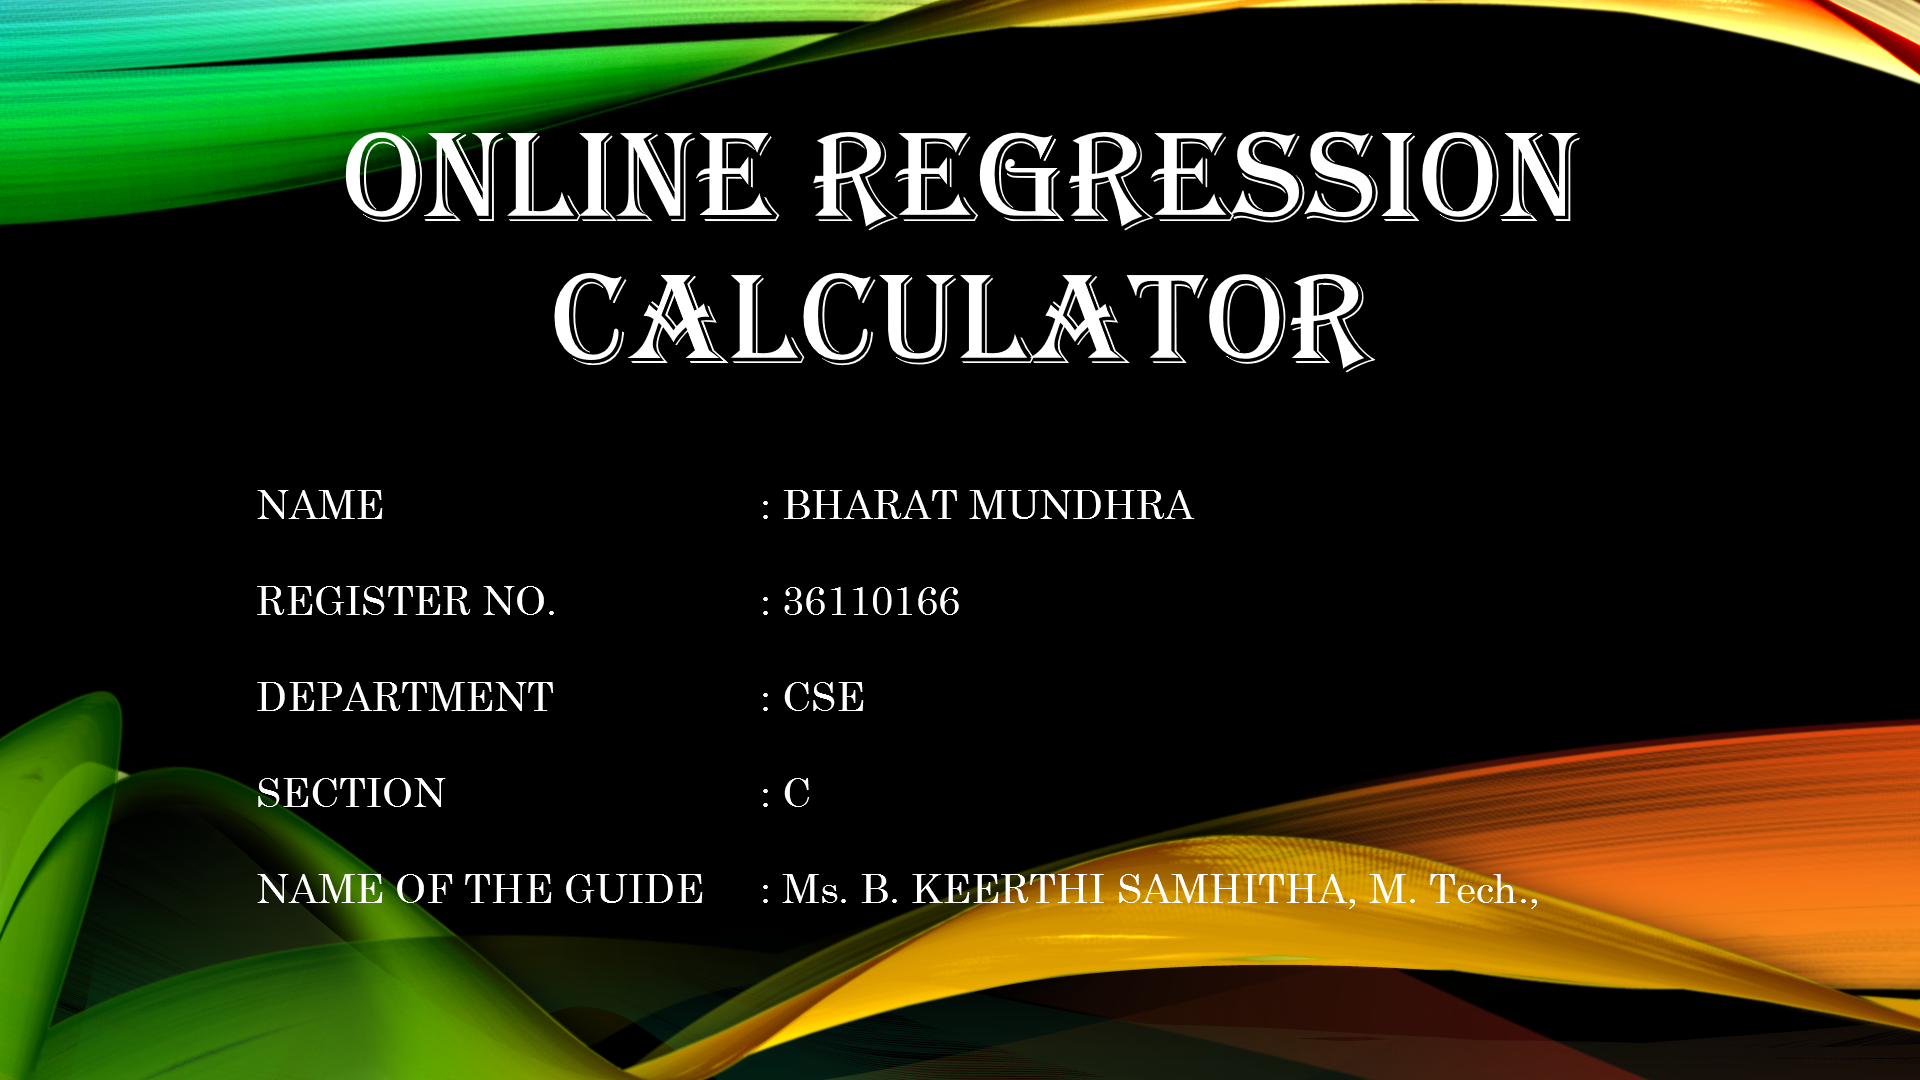 ONLINE REGRESSION
CALCULATOR
NAME : BHARAT MUNDHRA
REGISTER NO. : 36110166
DEPARTMENT : CSE
SECTION : C
NAME OF THE GUIDE : Ms. B. KEERTHI SAMHITHA, M. Tech.,